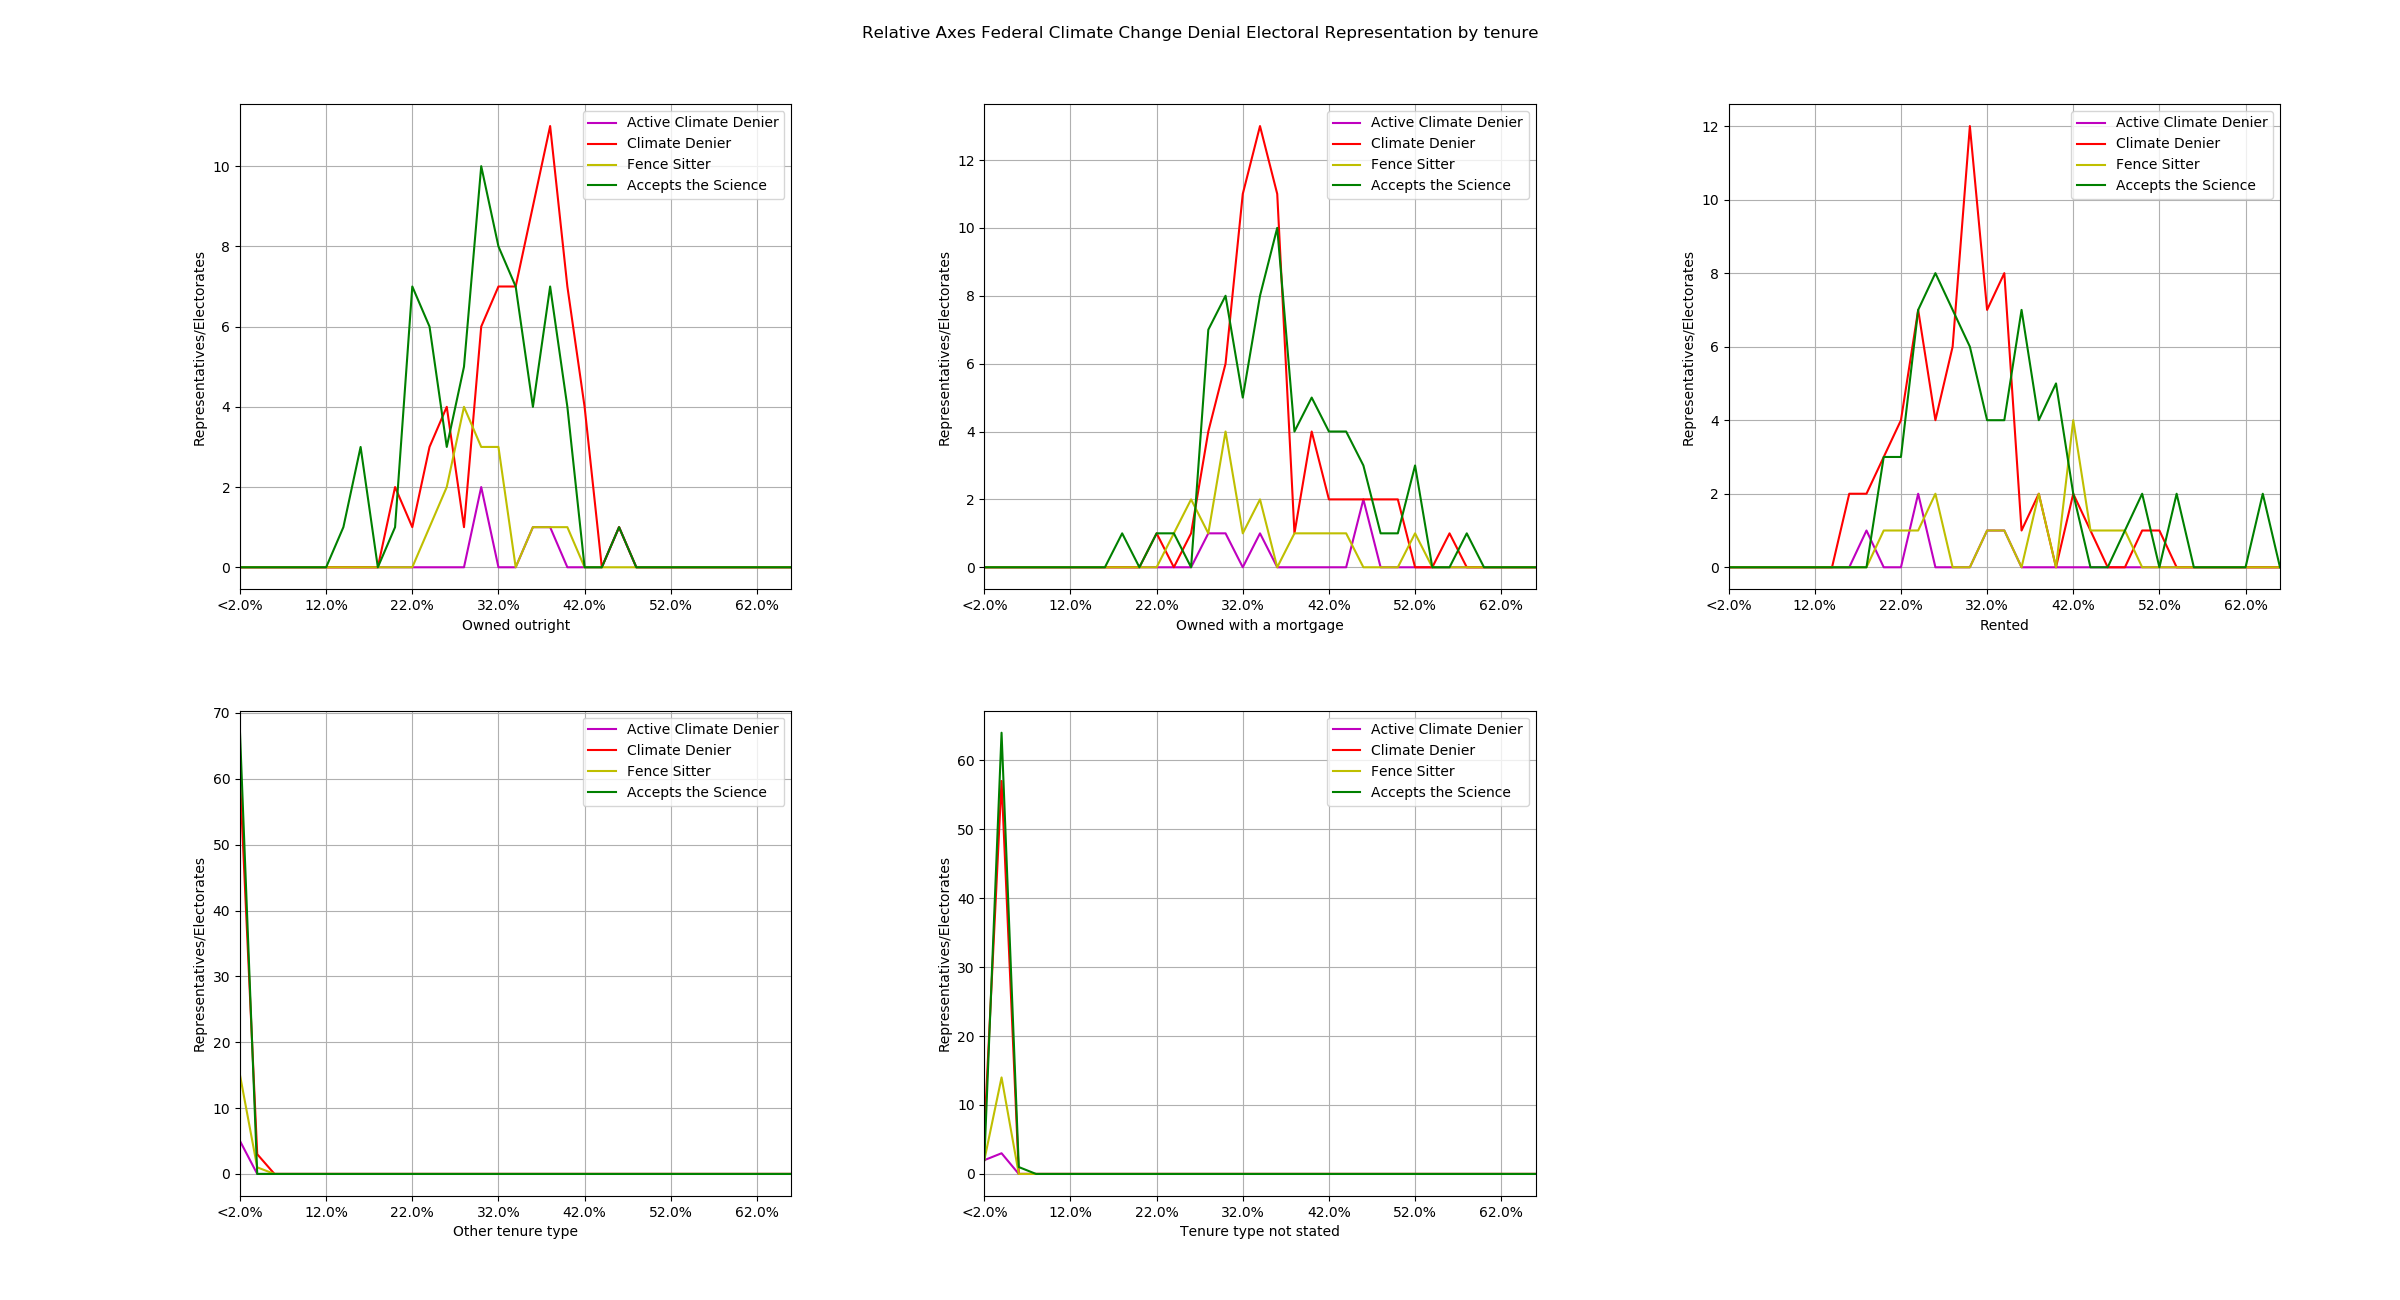 Relative Axes Federal Climate Change Denial Electoral Representation by tenure
Active Climate Denier
Climate Denier
Fence Sitter
Accepts the Science
10
8
6
4
2
0
Representatives/Electorates
<2.0% 12.0% 22.0% 32.0% 42.0% 52.0% 62.0%
Owned outright
Active Climate Denier
Climate Denier
Fence Sitter
Accepts the Science
12
10
8
6
4
2
0
Representatives/Electorates
<2.0% 12.0% 22.0% 32.0% 42.0% 52.0% 62.0%
Owned with a mortgage
Active Climate Denier
Climate Denier
Fence Sitter
Accepts the Science
12
10
8
6
4
2
0
Representatives/Electorates
<2.0% 12.0% 22.0% 32.0% 42.0% 52.0% 62.0%
Rented
Active Climate Denier
Climate Denier
Fence Sitter
Accepts the Science
70
60
50
40
30
20
10
0
Representatives/Electorates
<2.0% 12.0% 22.0% 32.0% 42.0% 52.0% 62.0%
Other tenure type
Active Climate Denier
Climate Denier
Fence Sitter
Accepts the Science
60
50
40
30
20
10
0
Representatives/Electorates
<2.0% 12.0% 22.0% 32.0% 42.0% 52.0% 62.0%
Tenure type not stated